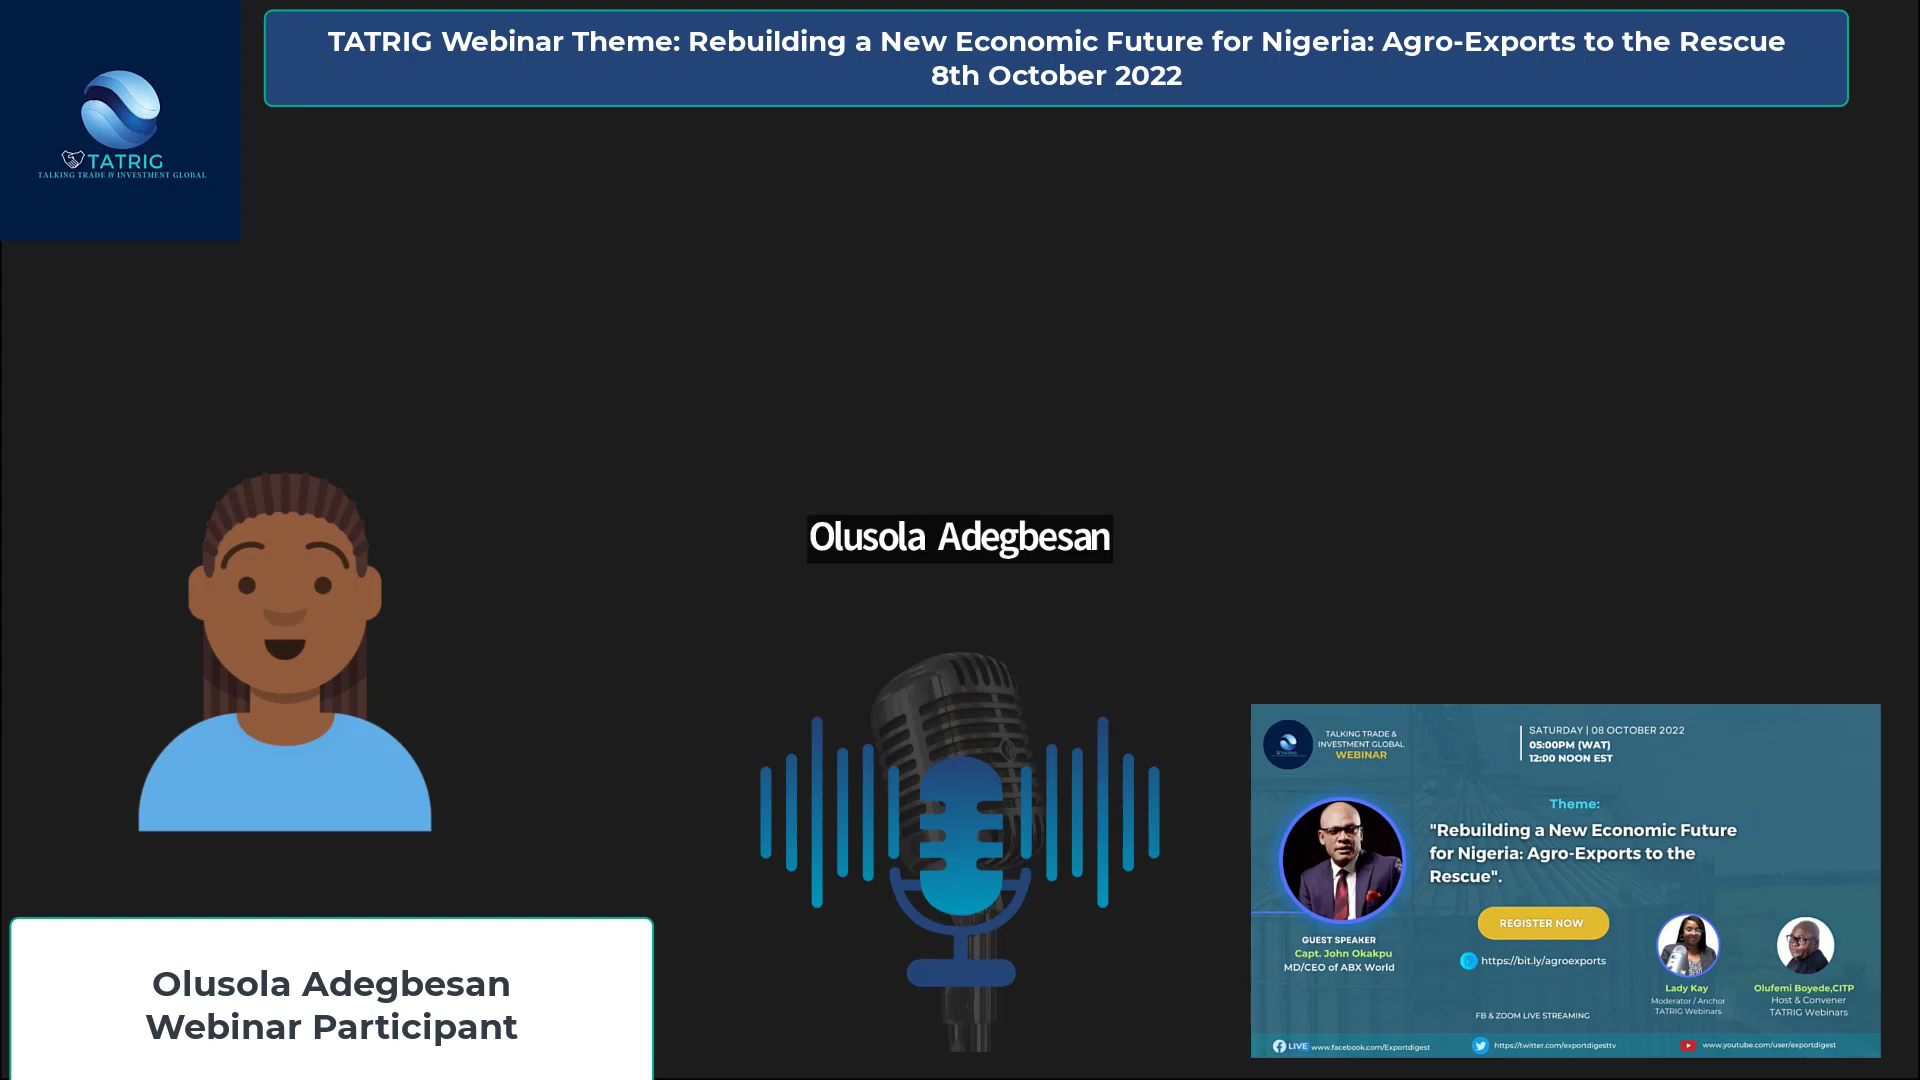 TATRIG Webinar Theme: Rebuilding a New Economic Future for Nigeria: Agro-Exports to the Rescue
8th October 2022
TATRIG
TALKING TRADE & INVESTMENT GLOBAL
Olusola Adegbesan
Olusola Adegbesan
Webinar Participant
TALKING TRADE &
INVESTMENT GLOBAL
WEBINAR
SATURDAY | 08 OCTOBER 2022
05:00PM (WAT)
12:00 NOON EST
Theme:
"Rebuilding a New Economic Future
for Nigeria: Agro-Exports to the
Rescue".
REGISTER NOW
https://bit.ly/agroexports
GUEST SPEAKER
Capt. John Okakpu
MD/CEO of ABX World
Lady Kay
Moderator / Anchor
TATRIG Webinars
Olufemi Boyede,CITP
Host & Convener
TATRIG Webinars
FB & ZOOM LIVE STREAMING
LIVE www.facebook.com/Exportdigest
https://twitter.com/exportdigesttv
www.youtube.com/user/exportdigest